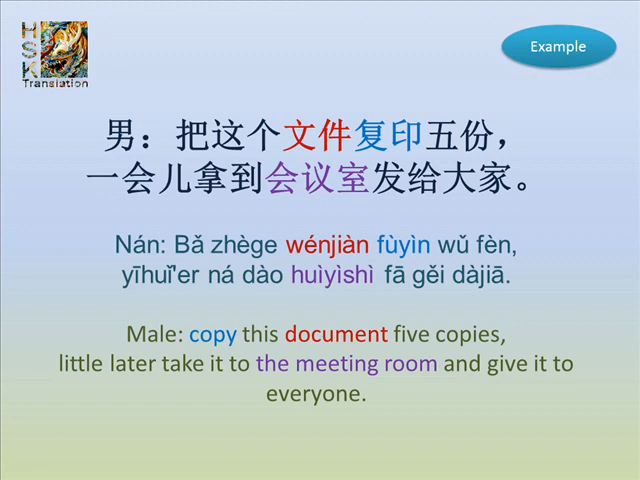 HSK
Translation
Example
男：把这个文件复印五份，
一会儿拿到会议室发给大家。
Nán: Bǎ zhège wénjiàn fùyìn wǔ fèn,
yīhuǐ'er ná dào huìyìshì fā gěi dàjiā.
Male: copy this document five copies,
little later take it to the meeting room and give it to
everyone.